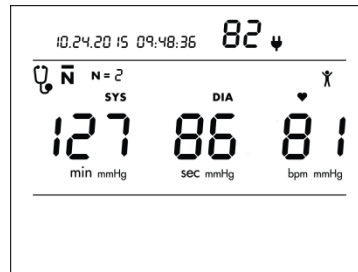 10.24.2015 09:48:36 82
N N = 2
SYS DIA
127 86 81
min mmHg sec mmHg bpm mmHg